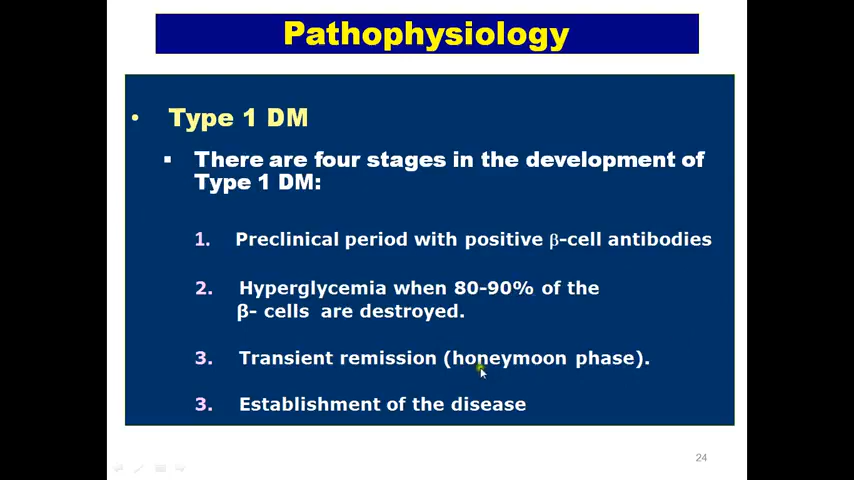 Pathophysiology
• Type 1 DM
▪ There are four stages in the development of
Type 1 DM:
1. Preclinical period with positive β-cell antibodies
2. Hyperglycemia when 80-90% of the
β- cells are destroyed.
3. Transient remission (honeymoon phase).
3. Establishment of the disease
24